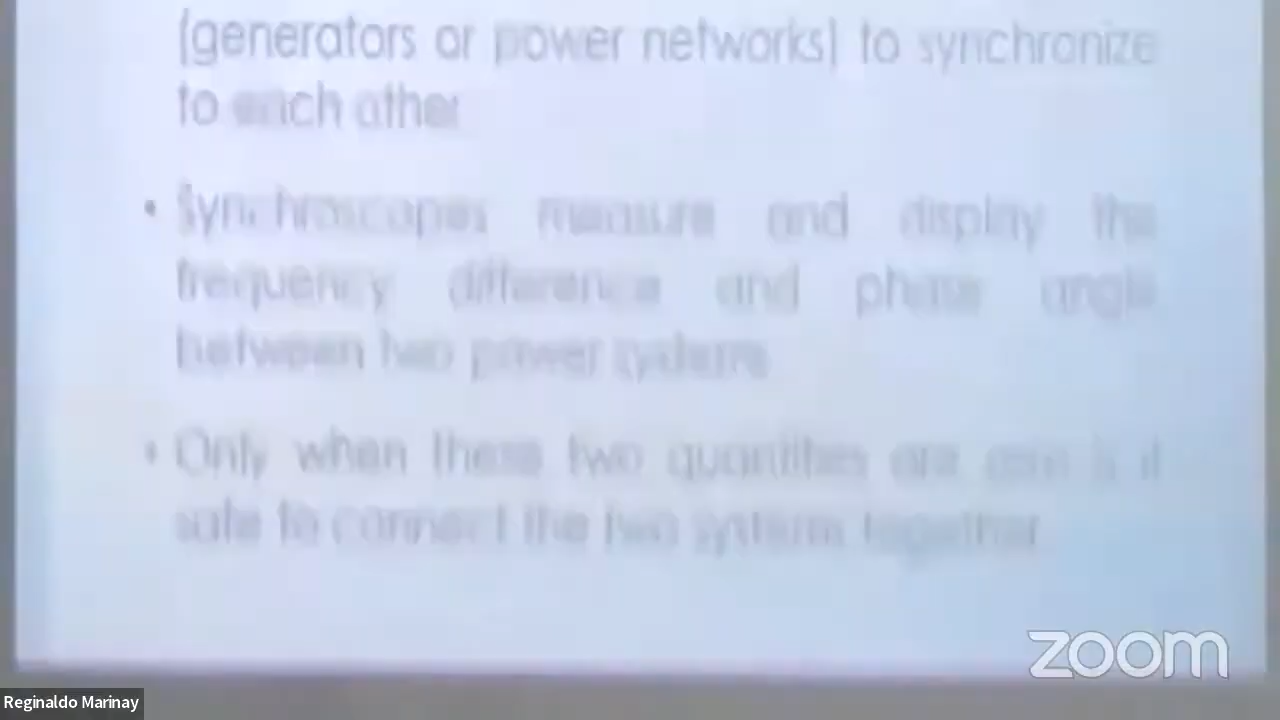 (generators or power networks) to synchronize
to each other
• Synchroscopes measure and display the
frequency difference and phase angle
between two power systems
• Only when these two quantities are zero is it
safe to connect the two systems together.
zoom
Reginaldo Marinay